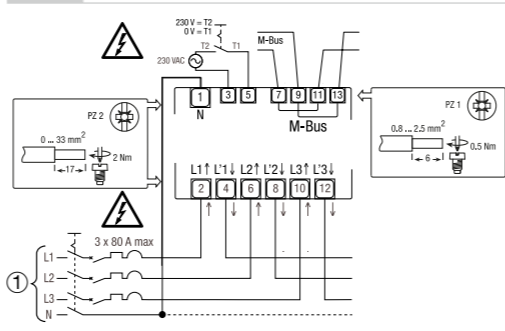 230 V = T2
0 V = T1
T2 T1
M-Bus
230 VAC
1 3 5 7 9 11 13
N
M-Bus
PZ 2
0 ... 33 mm²
2 Nm
17
PZ 1
0.8 ... 2.5 mm²
0.5 Nm
6
L1↑ L'1↓ L2↑ L'2↓ L3↑ L'3↓
2 4 6 8 10 12
3 x 80 A max
1
L1
L2
L3
N